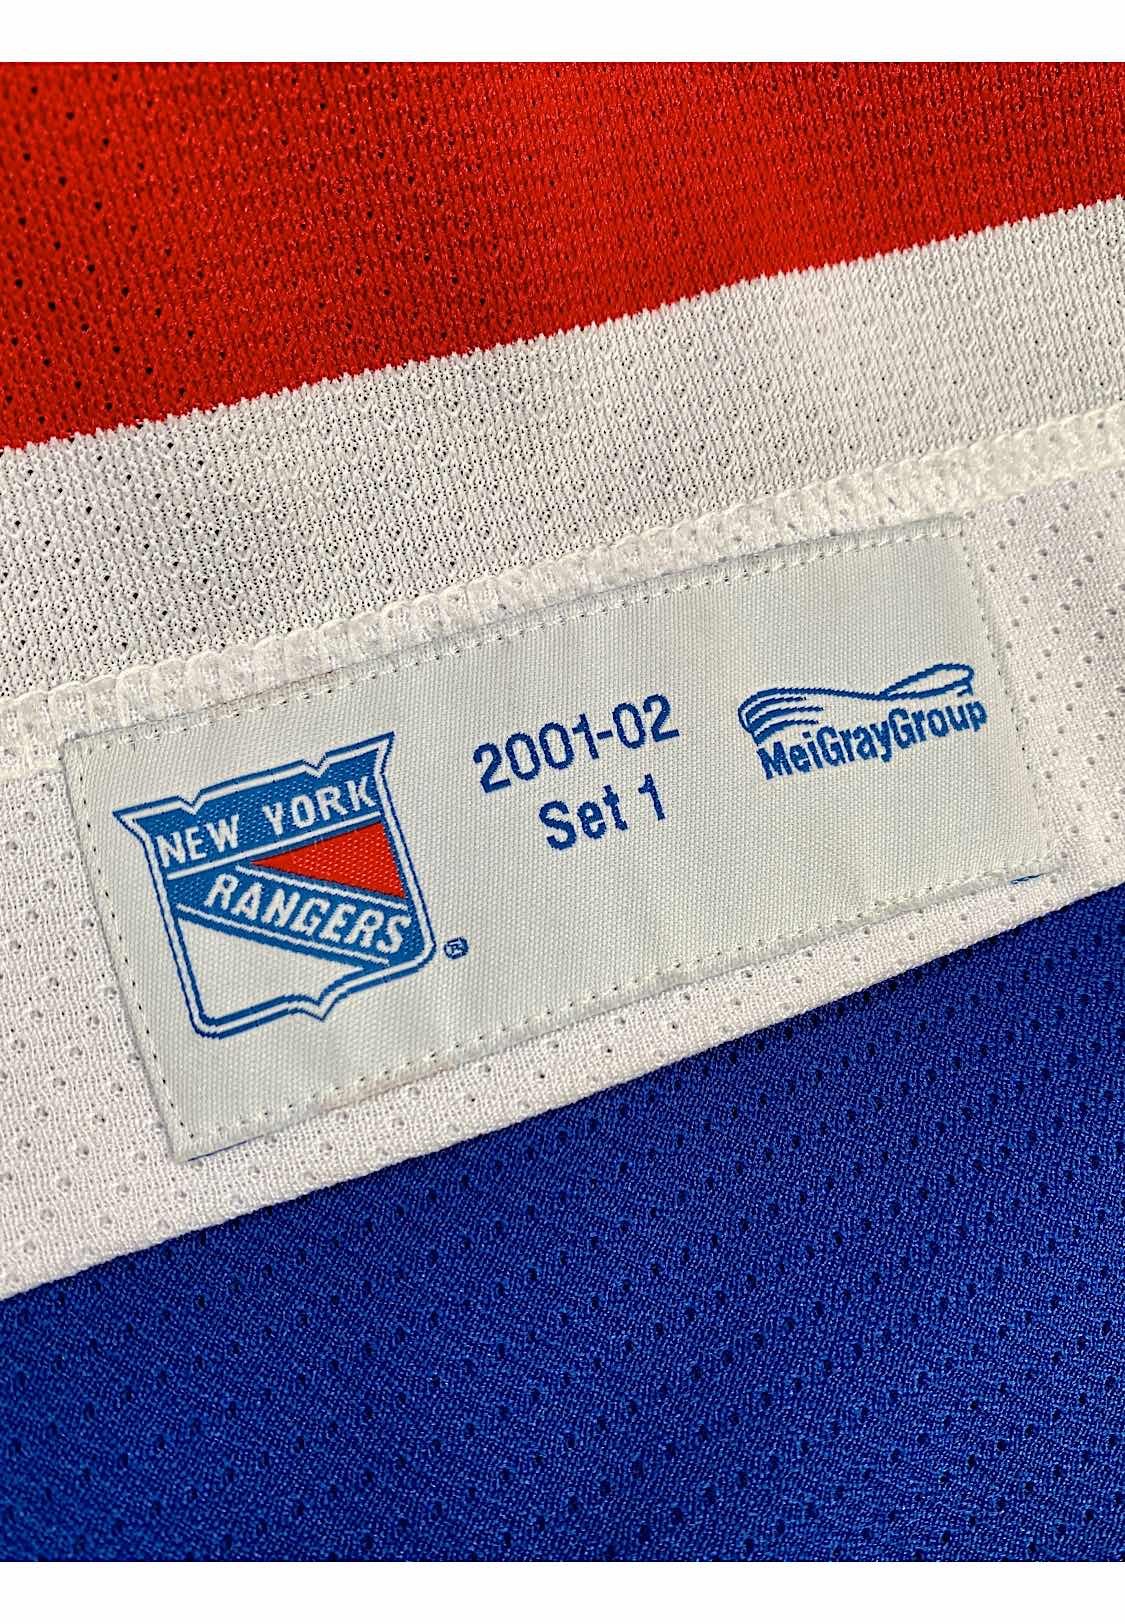 NEW YORK
RANGERS
®
2001-02
Set 1
MeiGrayGroup